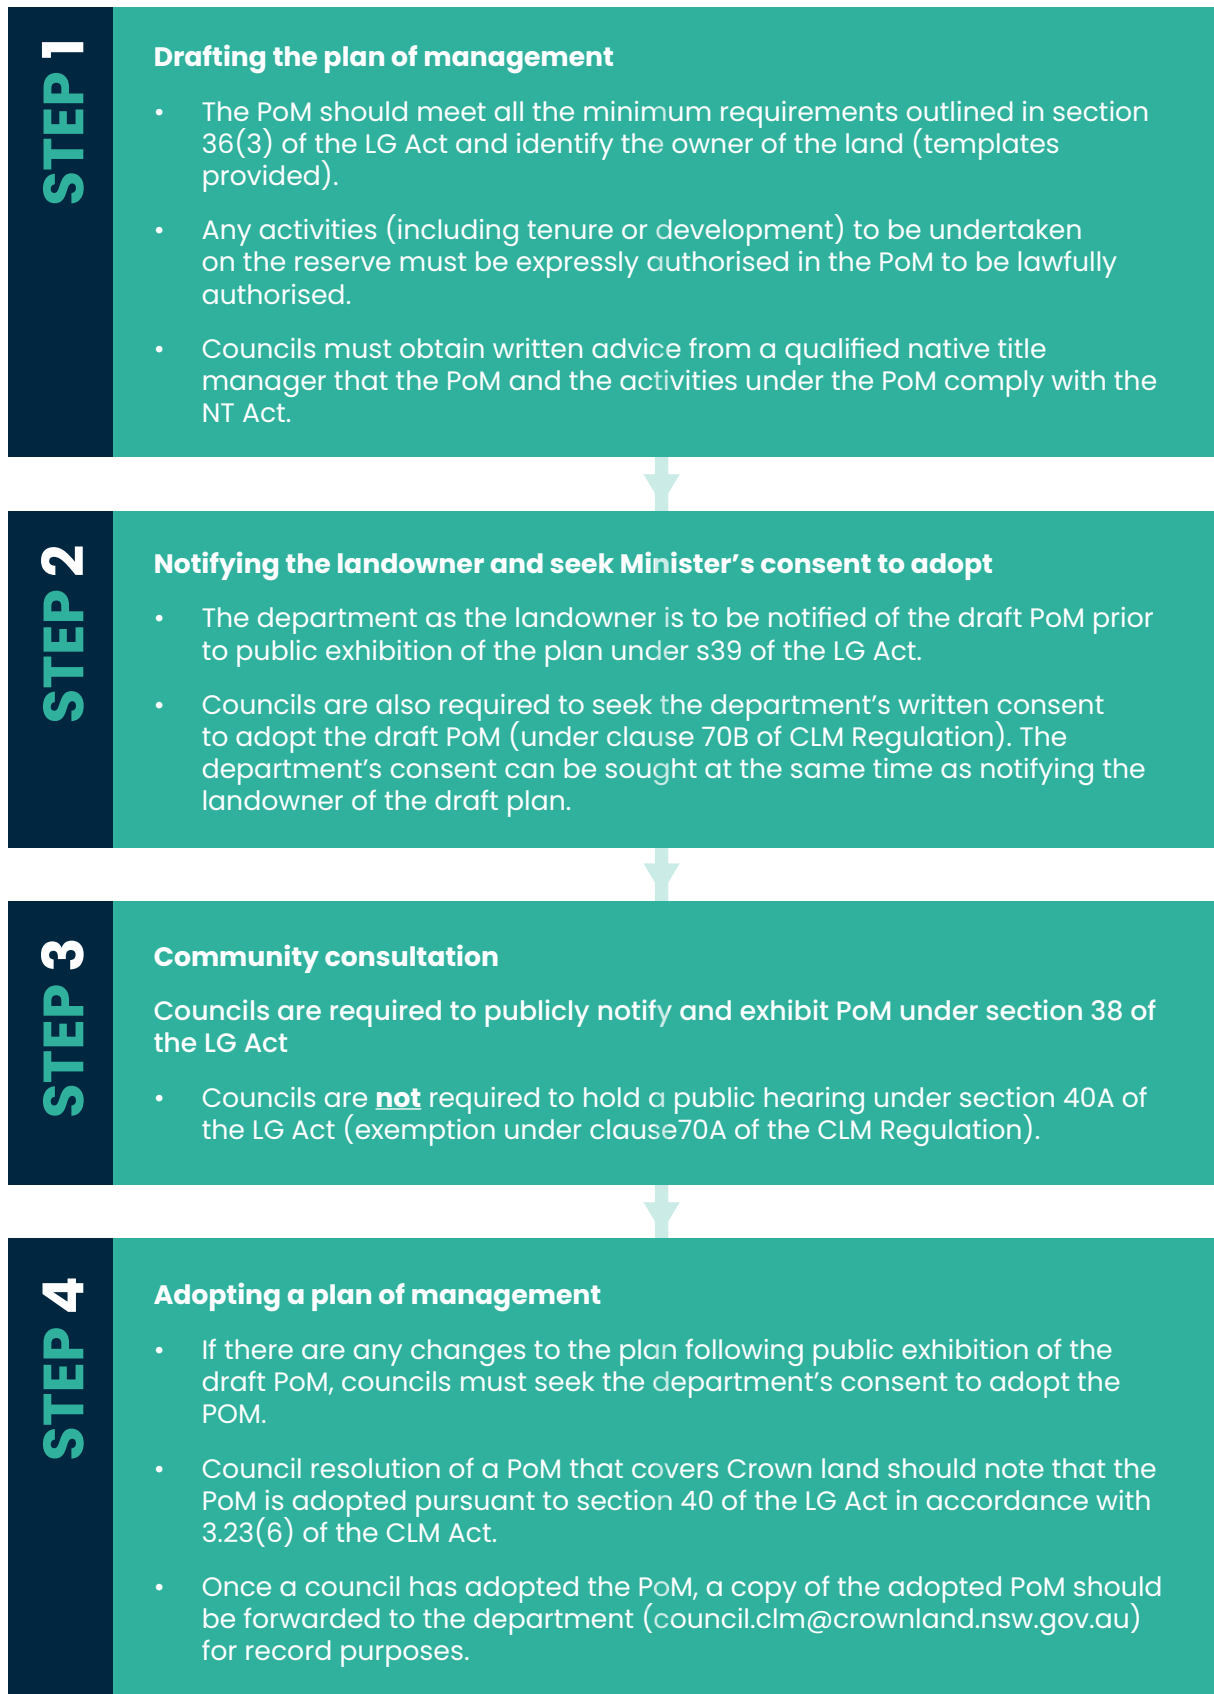 STEP 1
Drafting the plan of management
• The PoM should meet all the minimum requirements outlined in section
36(3) of the LG Act and identify the owner of the land (templates
provided).
• Any activities (including tenure or development) to be undertaken
on the reserve must be expressly authorised in the PoM to be lawfully
authorised.
• Councils must obtain written advice from a qualified native title
manager that the PoM and the activities under the PoM comply with the
NT Act.
STEP 2
Notifying the landowner and seek Minister’s consent to adopt
• The department as the landowner is to be notified of the draft PoM prior
to public exhibition of the plan under s39 of the LG Act.
• Councils are also required to seek the department’s written consent
to adopt the draft PoM (under clause 70B of CLM Regulation). The
department’s consent can be sought at the same time as notifying the
landowner of the draft plan.
STEP 3
Community consultation
Councils are required to publicly notify and exhibit PoM under section 38 of
the LG Act
• Councils are not required to hold a public hearing under section 40A of
the LG Act (exemption under clause70A of the CLM Regulation).
STEP 4
Adopting a plan of management
• If there are any changes to the plan following public exhibition of the
draft PoM, councils must seek the department’s consent to adopt the
POM.
• Council resolution of a PoM that covers Crown land should note that the
PoM is adopted pursuant to section 40 of the LG Act in accordance with
3.23(6) of the CLM Act.
• Once a council has adopted the PoM, a copy of the adopted PoM should
be forwarded to the department (council.clm@crownland.nsw.gov.au)
for record purposes.